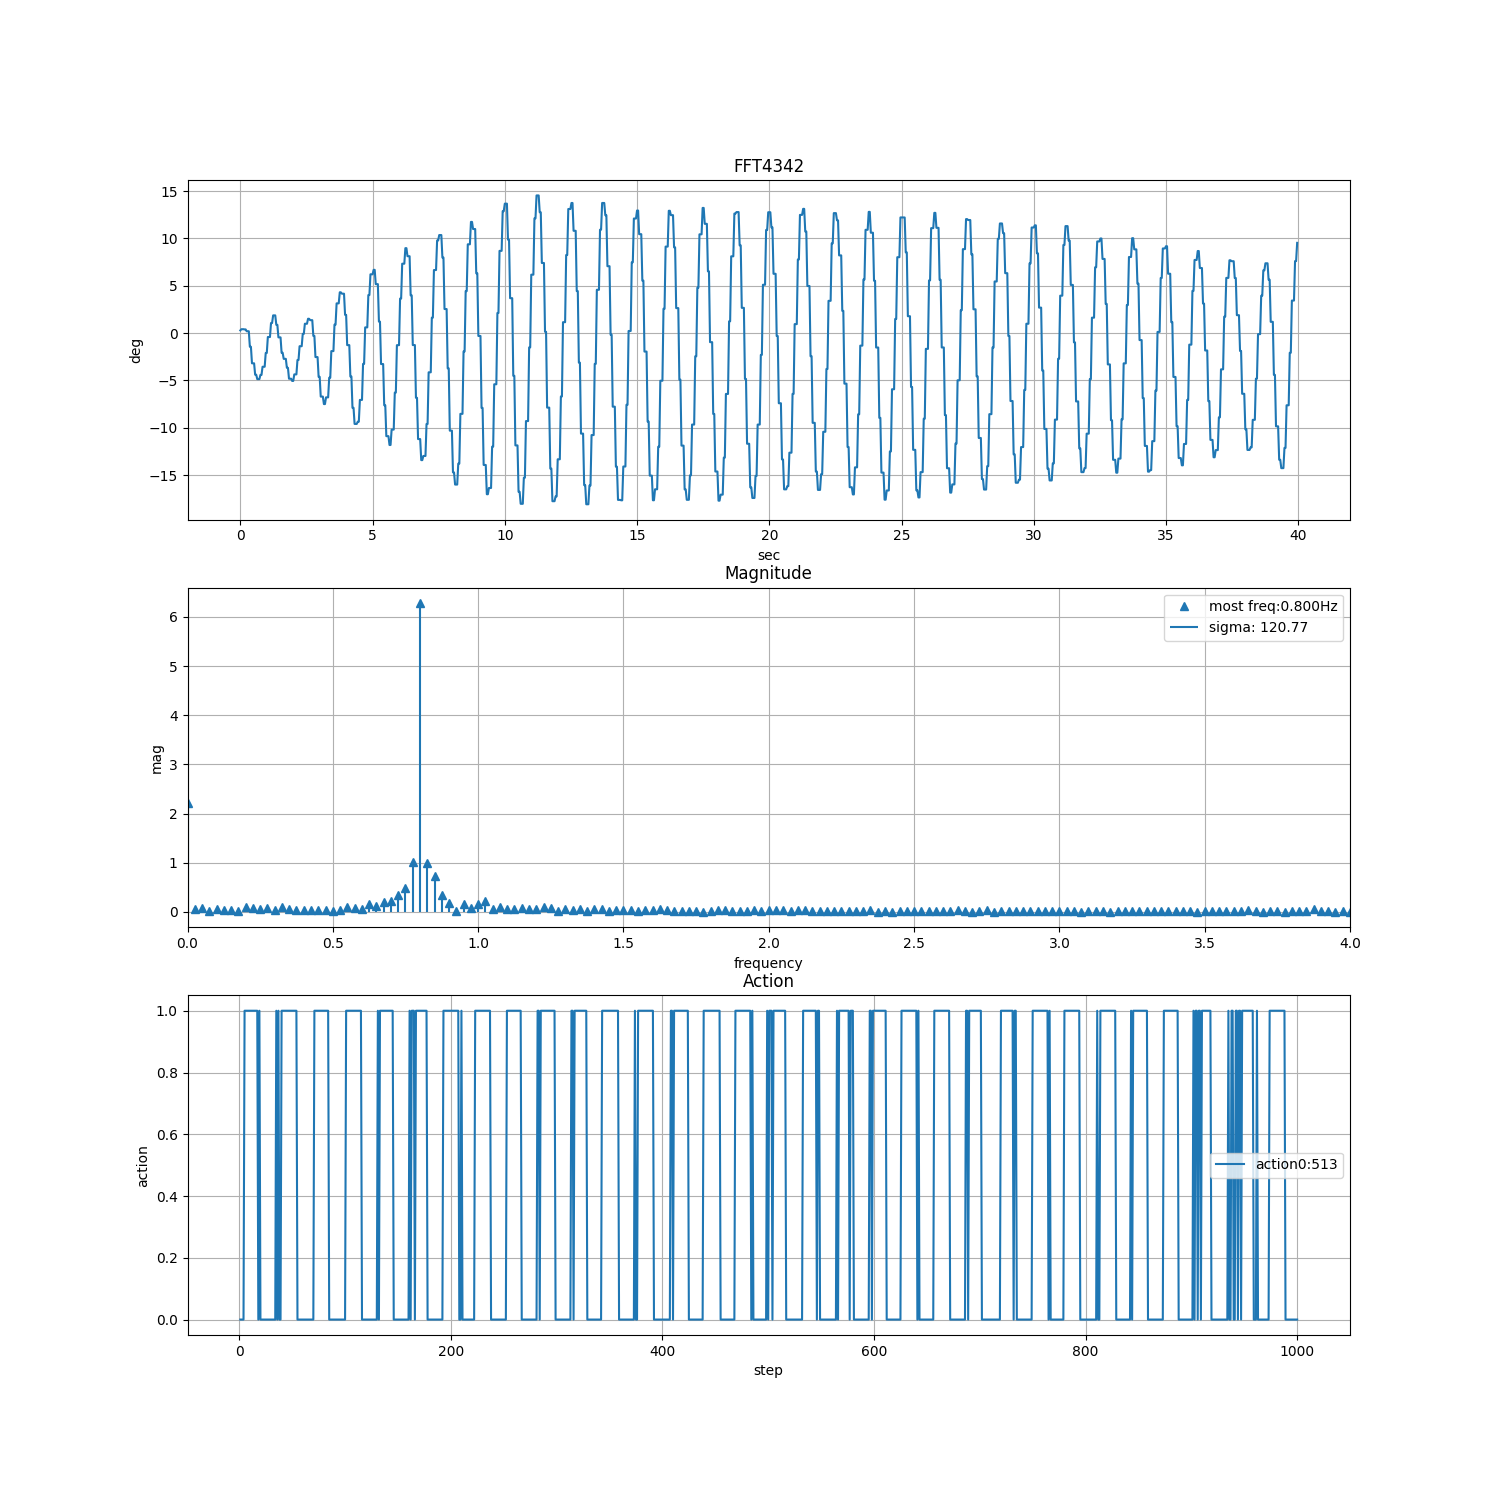 FFT4342
15
10
5
0
−5
−10
−15
deg
0 5 10 15 20 25 30 35 40
sec
Magnitude
6
5
4
3
2
1
0
mag
most freq:0.800Hz
sigma: 120.77
0.0 0.5 1.0 1.5 2.0 2.5 3.0 3.5 4.0
frequency
Action
1.0
0.8
0.6
0.4
0.2
0.0
action
action0:513
0 200 400 600 800 1000
step